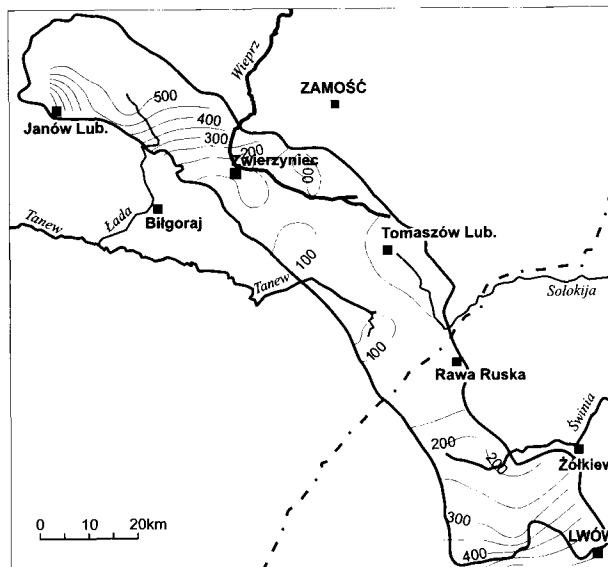 Wieprz
ZAMOŚĆ
500
400
300
200
Janów Lub.
Zwierzyniec
100
Łada
Biłgoraj
Tanew
Tomaszów Lub.
100
Tanew
Sołokija
100
Rawa Ruska
Świnia
200
200
Żółkiew
300
400
LWÓW
0 10 20km